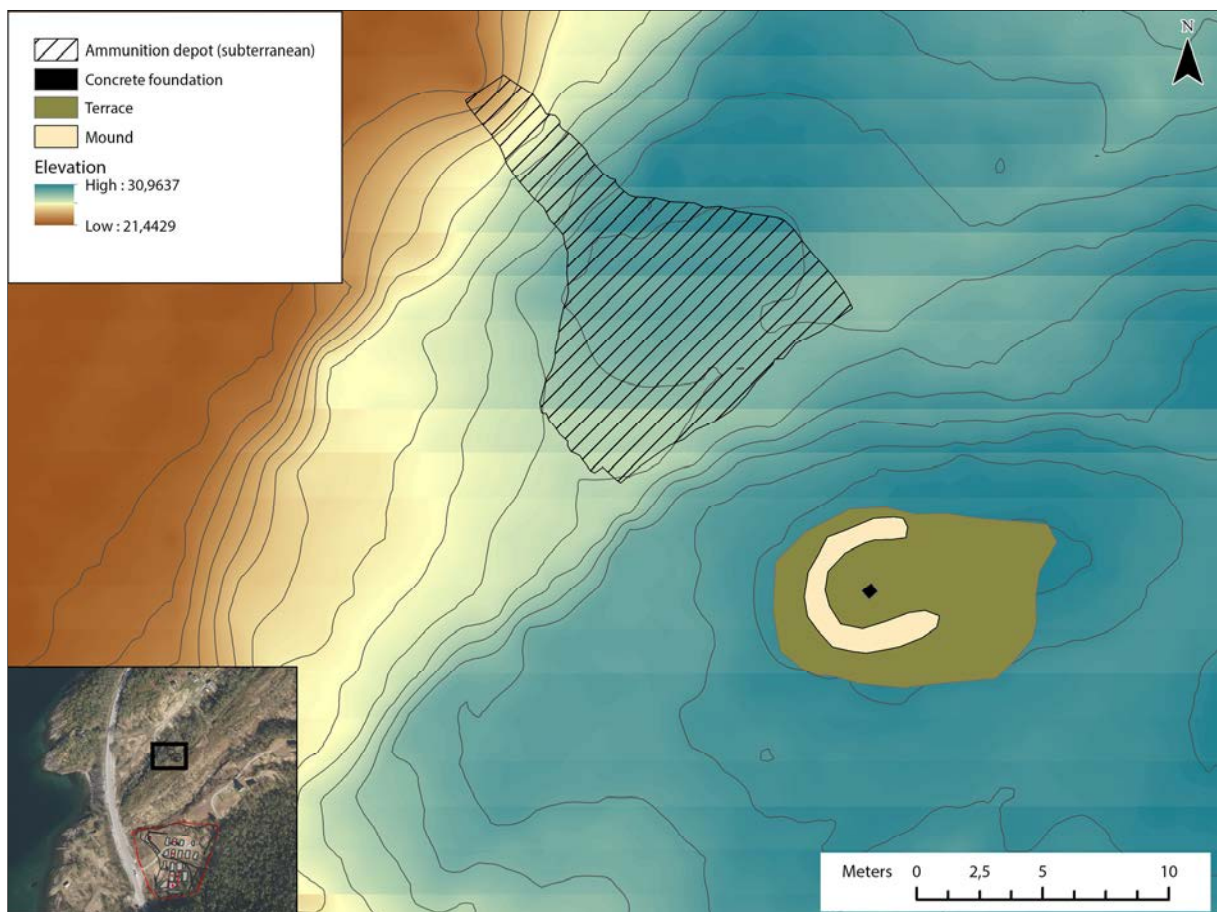 Ammunition depot (subterranean)
Concrete foundation
Terrace
Mound
Elevation
High : 30,9637
Low : 21,4429
N
Meters 0 2,5 5 10